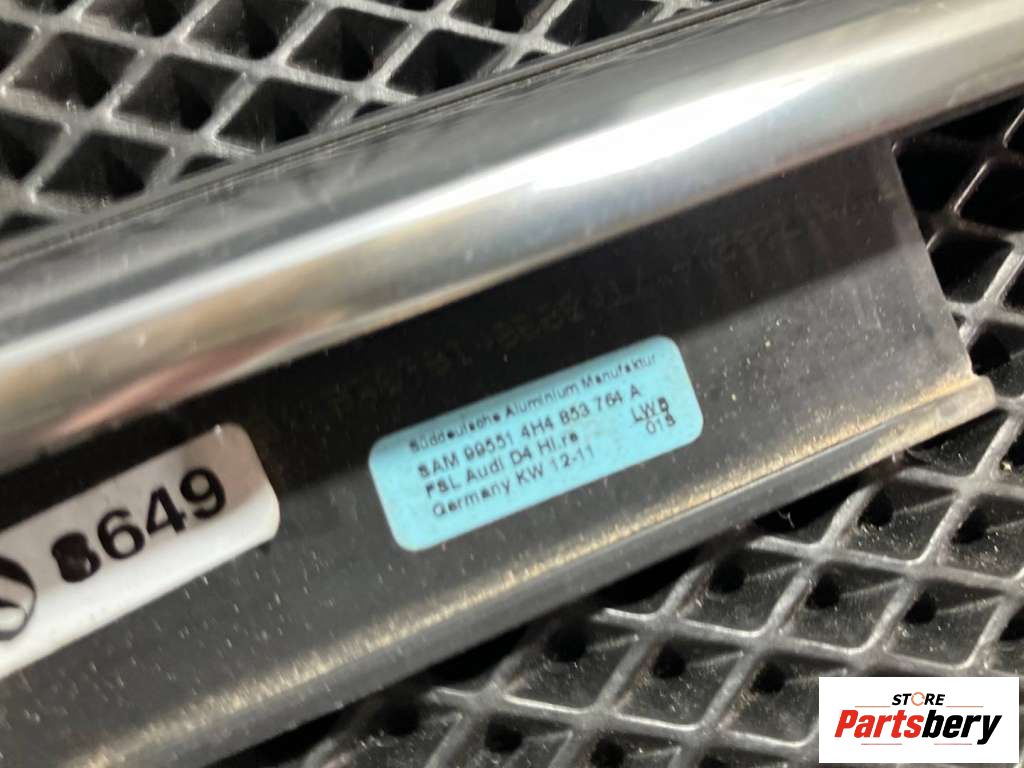 Süddeutsche Aluminium Manufaktur
SAM 99551 4H4 853 764 A
FSL Audi D4 HI.re LWB
Germany KW 12-11 015
8649
STORE
Partsbery